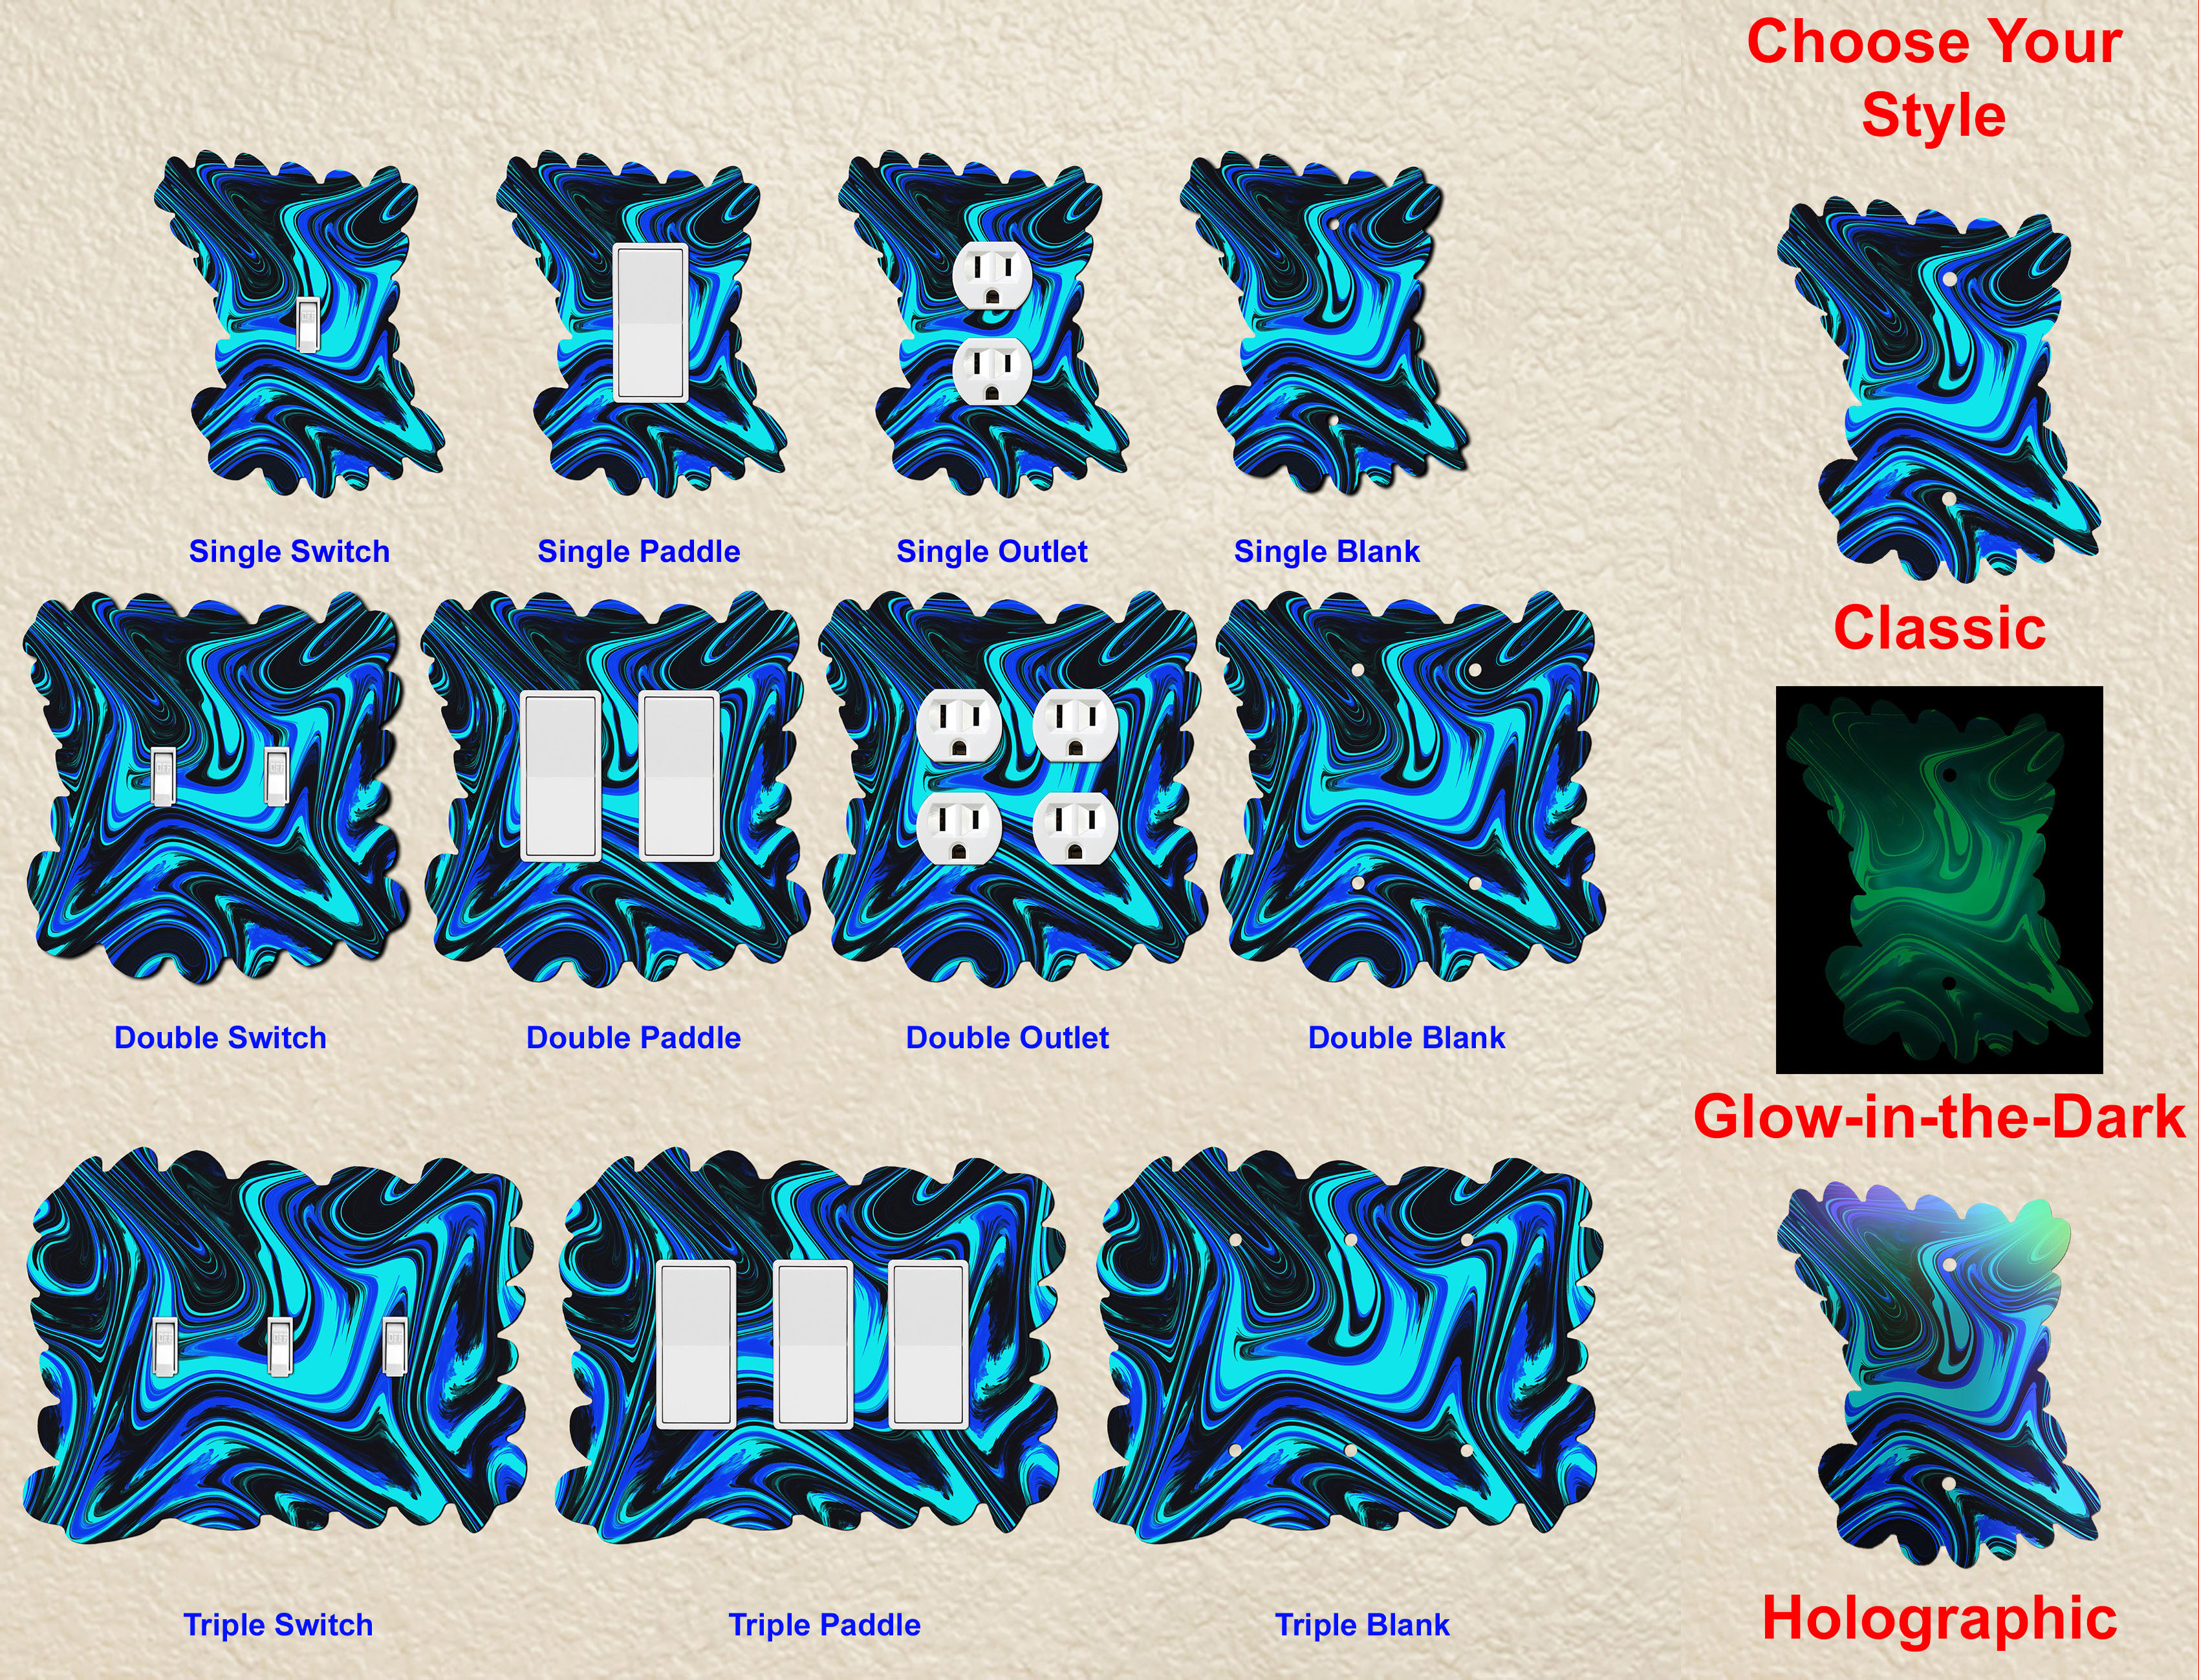 Choose Your
Style
Single Switch
Single Paddle
Single Outlet
Single Blank
Classic
Double Switch
Double Paddle
Double Outlet
Double Blank
Glow-in-the-Dark
Triple Switch
Triple Paddle
Triple Blank
Holographic